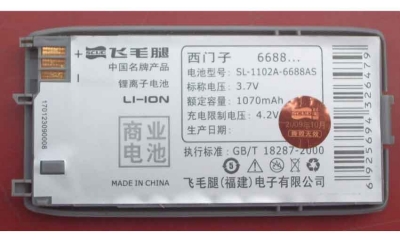 SCUD 飞毛腿
中国名牌产品
锂离子电池
LI-ION
商业
电池
MADE IN CHINA
170123090008
西门子 6688...
电池型号: SL-1102A-6688AS
标称电压: 3.7V
额定容量: 1070mAh
充电限制电压: 4.2V
生产日期:
执行标准: GB/T 18287-2000
飞毛腿(福建)电子有限公司
6925694326479